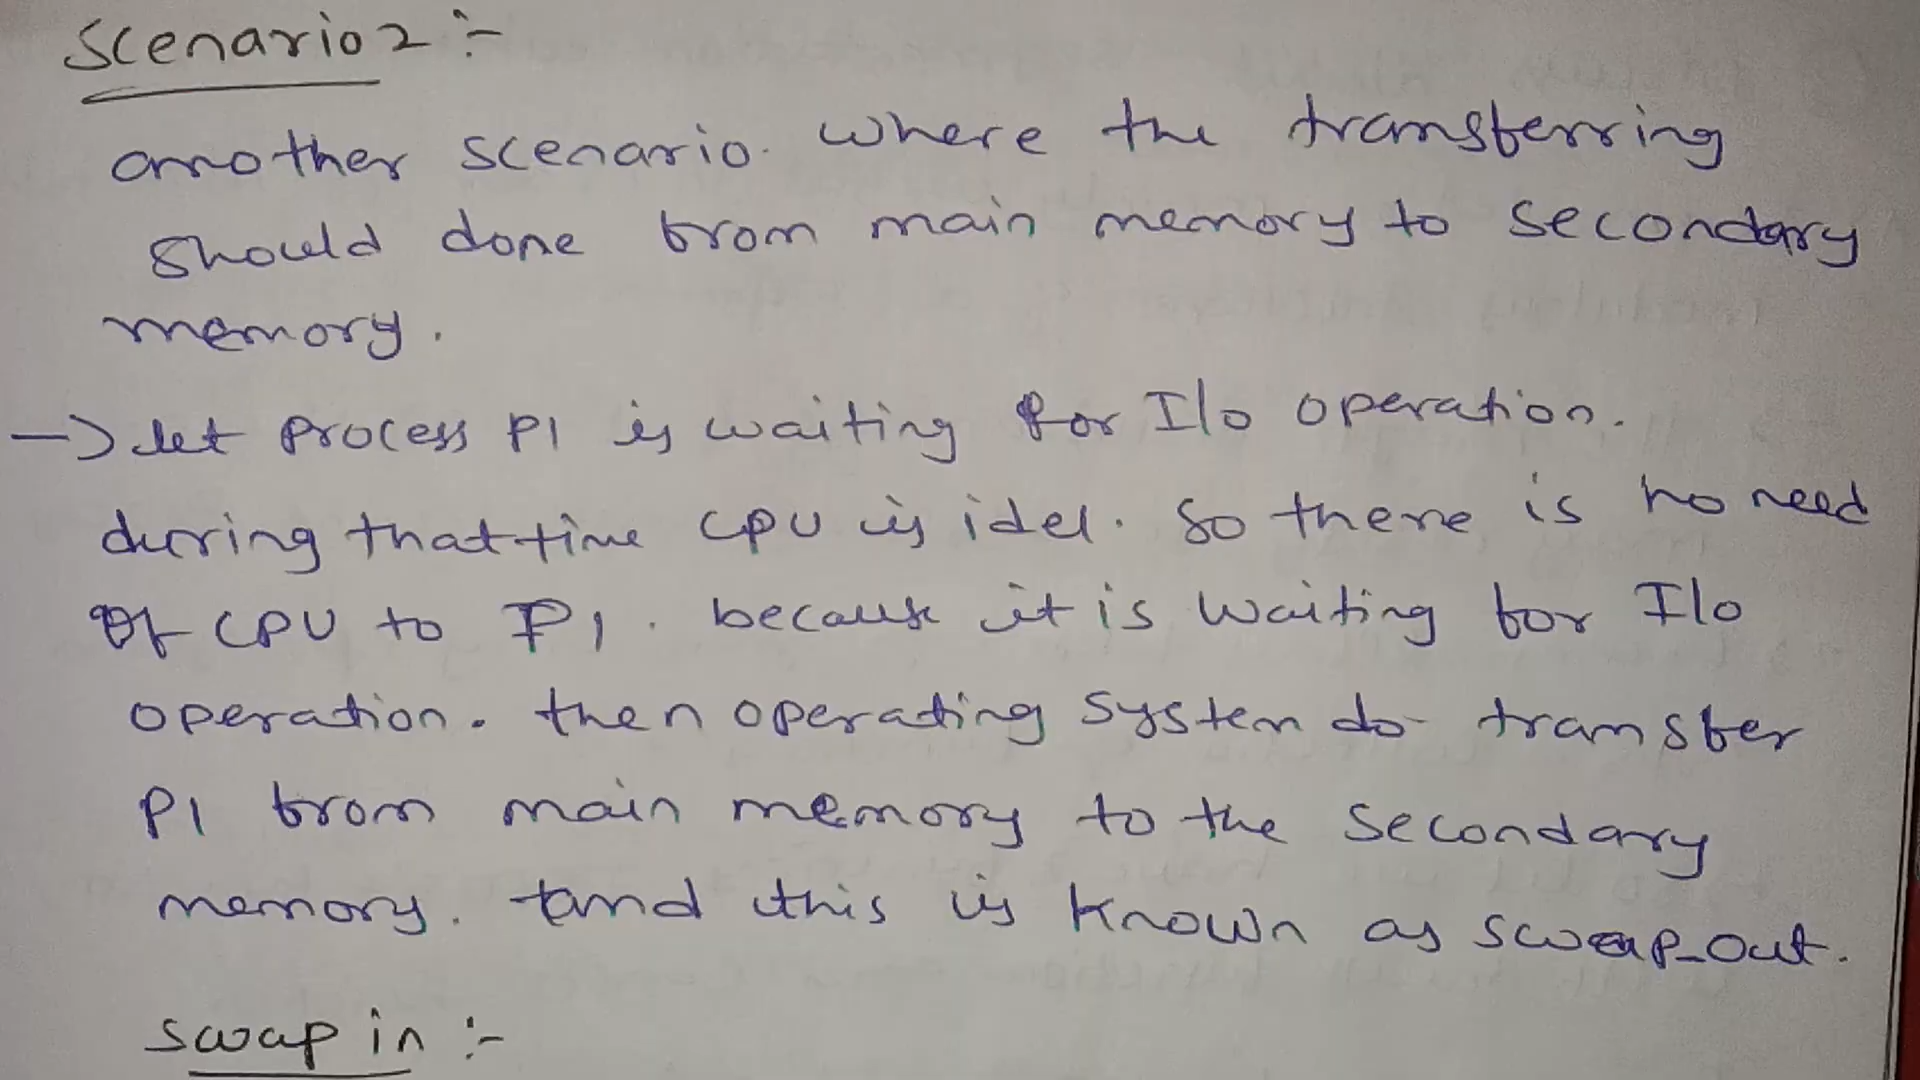 Scenario 2 :-
another scenario. where the transferring
should done from main memory to secondary
memory.
-> let process P1 is waiting for I/o operation.
during that time cpu is idel. so there is no need
of CPU to P1. because it is waiting for I/o
operation. then operating system do transfer
P1 from main memory to the secondary
memory. and this is known as swap-out.
swap in :-